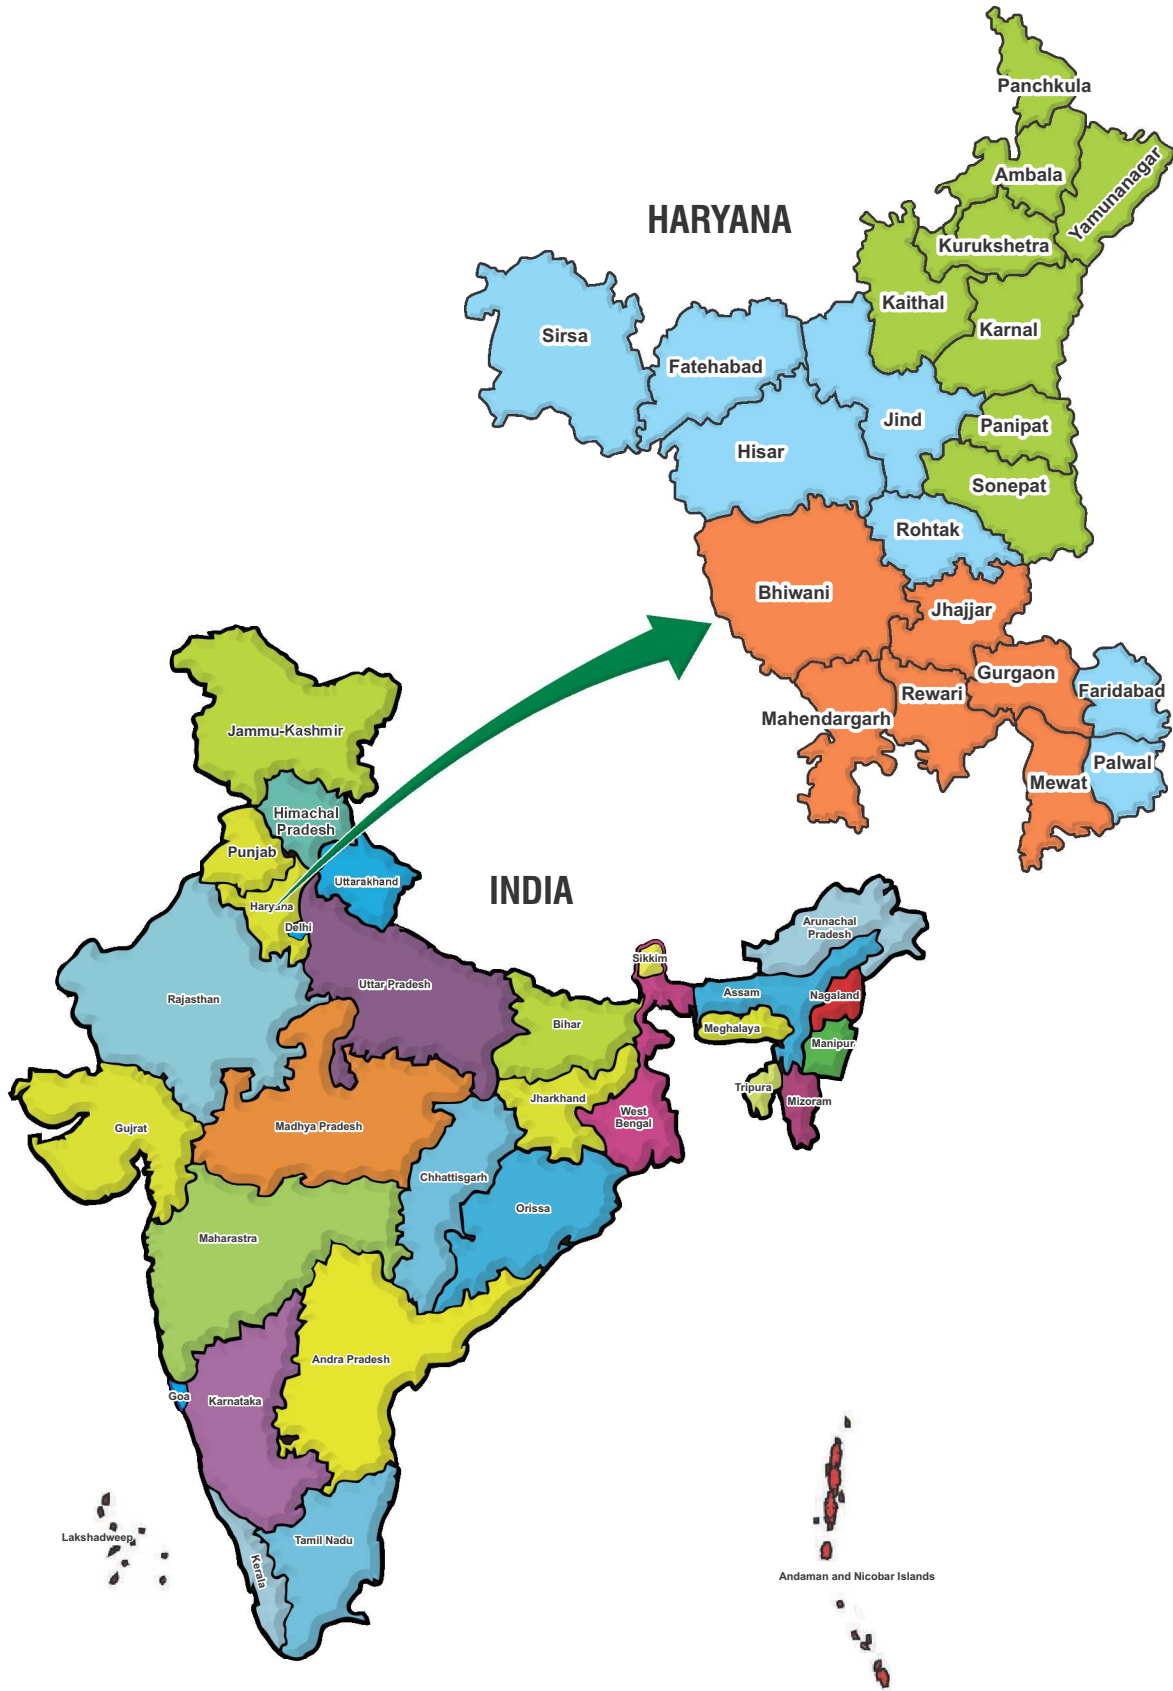 Panchkula
Ambala
Yamunanagar
HARYANA
Kurukshetra
Kaithal
Karnal
Sirsa
Fatehabad
Jind
Panipat
Hisar
Sonepat
Rohtak
Bhiwani
Jhajjar
Gurgaon
Rewari
Faridabad
Mahendargarh
Palwal
Mewat
Jammu-Kashmir
Himachal
Pradesh
Punjab
Uttarakhand
INDIA
Haryana
Delhi
Arunachal
Pradesh
Sikkim
Uttar Pradesh
Rajasthan
Assam
Nagaland
Bihar
Meghalaya
Manipur
Tripura
Jharkhand
Mizoram
West
Bengal
Gujrat
Madhya Pradesh
Chhattisgarh
Orissa
Maharastra
Andra Pradesh
Goa
Karnataka
Lakshadweep
Tamil Nadu
Kerala
Andaman and Nicobar Islands